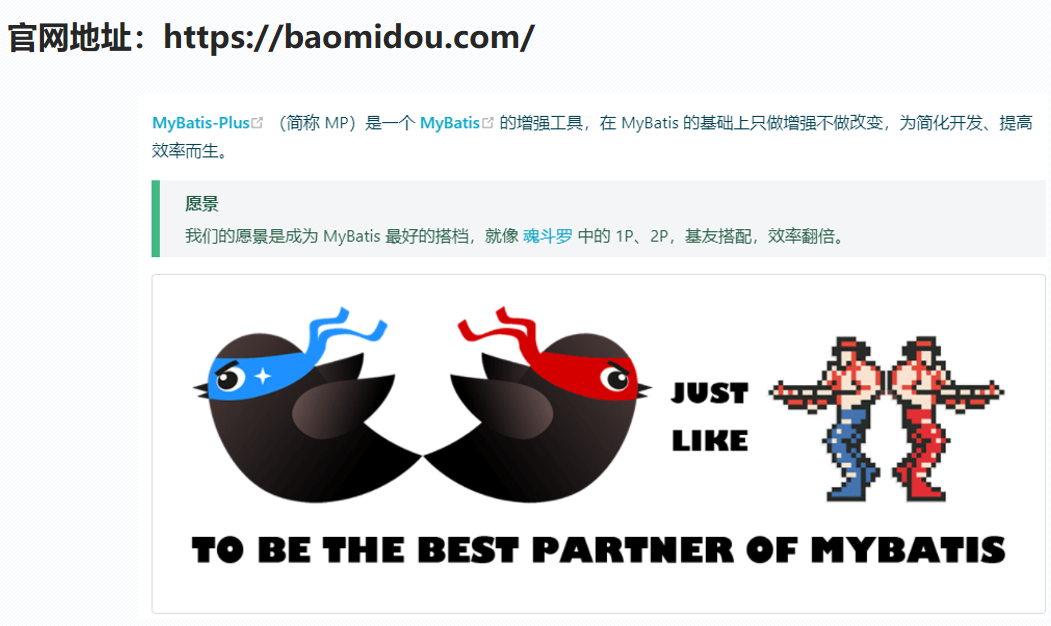 官网地址：https://baomidou.com/
MyBatis-Plus （简称 MP）是一个 MyBatis 的增强工具，在 MyBatis 的基础上只做增强不做改变，为简化开发、提高
效率而生。
愿景
我们的愿景是成为 MyBatis 最好的搭档，就像 魂斗罗 中的 1P、2P，基友搭配，效率翻倍。
JUST
LIKE
TO BE THE BEST PARTNER OF MYBATIS